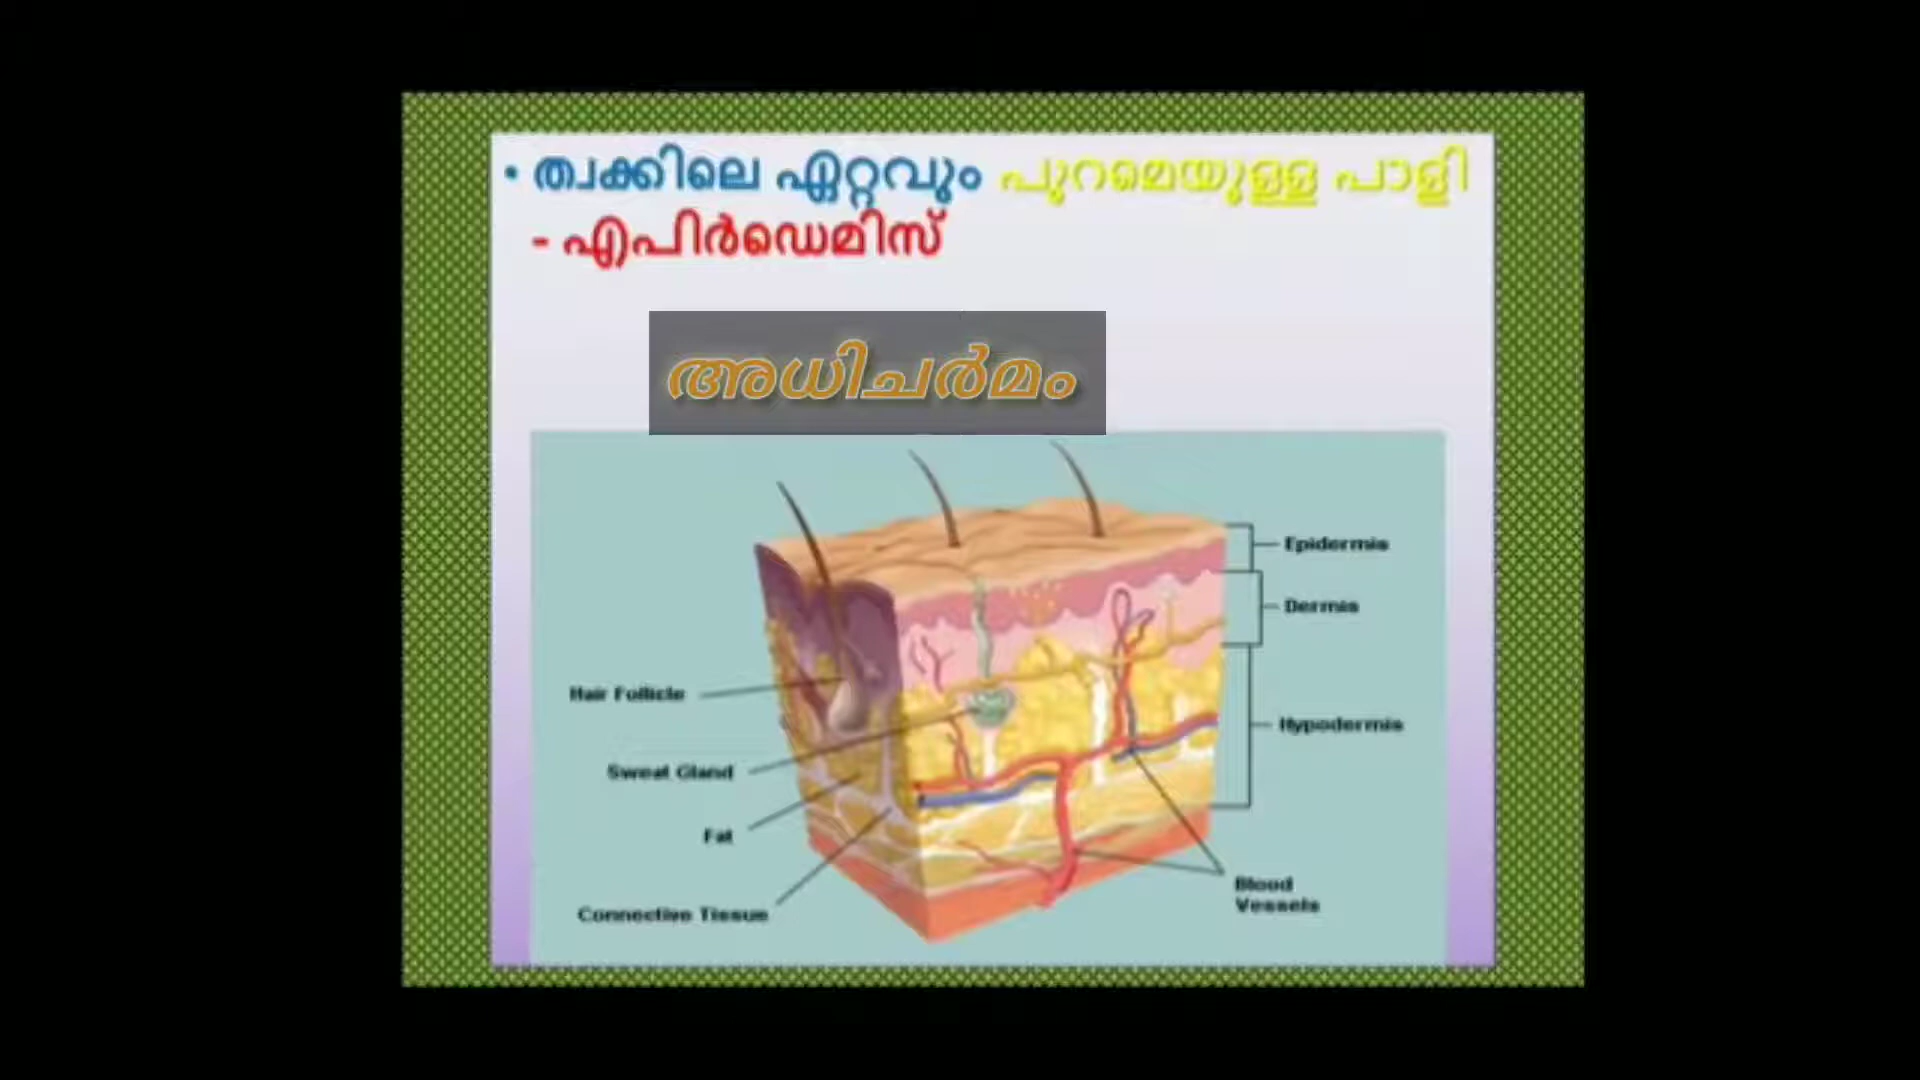 • ത്വക്കിലെ ഏറ്റവും പുറമെയുള്ള പാളി
- എപിർഡെമിസ്
അധിചർമം
Epidermis
Dermis
Hair Follicle
Hypodermis
Sweat Gland
Fat
Blood
Vessels
Connective Tissue